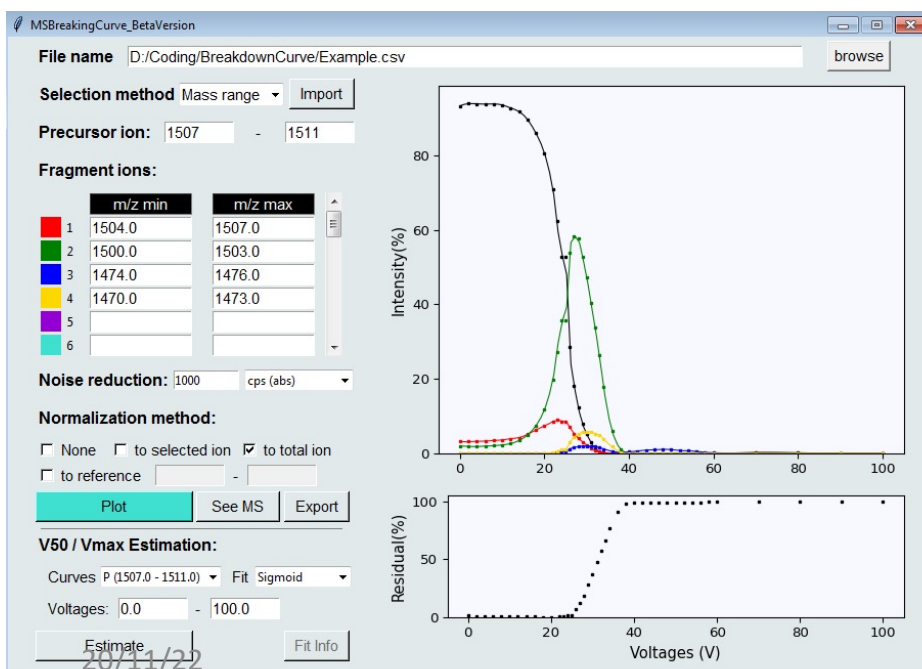 MSBreakingCurve_BetaVersion
File name D:/Coding/BreakdownCurve/Example.csv browse
Selection method Mass range Import
Precursor ion: 1507 - 1511
Fragment ions:
m/z min m/z max
1 1504.0 1507.0
2 1500.0 1503.0
3 1474.0 1476.0
4 1470.0 1473.0
5
6
Noise reduction: 1000 cps (abs)
Normalization method:
None to selected ion to total ion
to reference -
Plot See MS Export
V50 / Vmax Estimation:
Curves P (1507.0 - 1511.0) Fit Sigmoid
Voltages: 0.0 - 100.0
Estimate Fit Info
20/11/22
Intensity(%)
80
60
40
20
0
0 20 40 60 80 100
Residual(%)
100
50
0
0 20 40 60 80 100
Voltages (V)